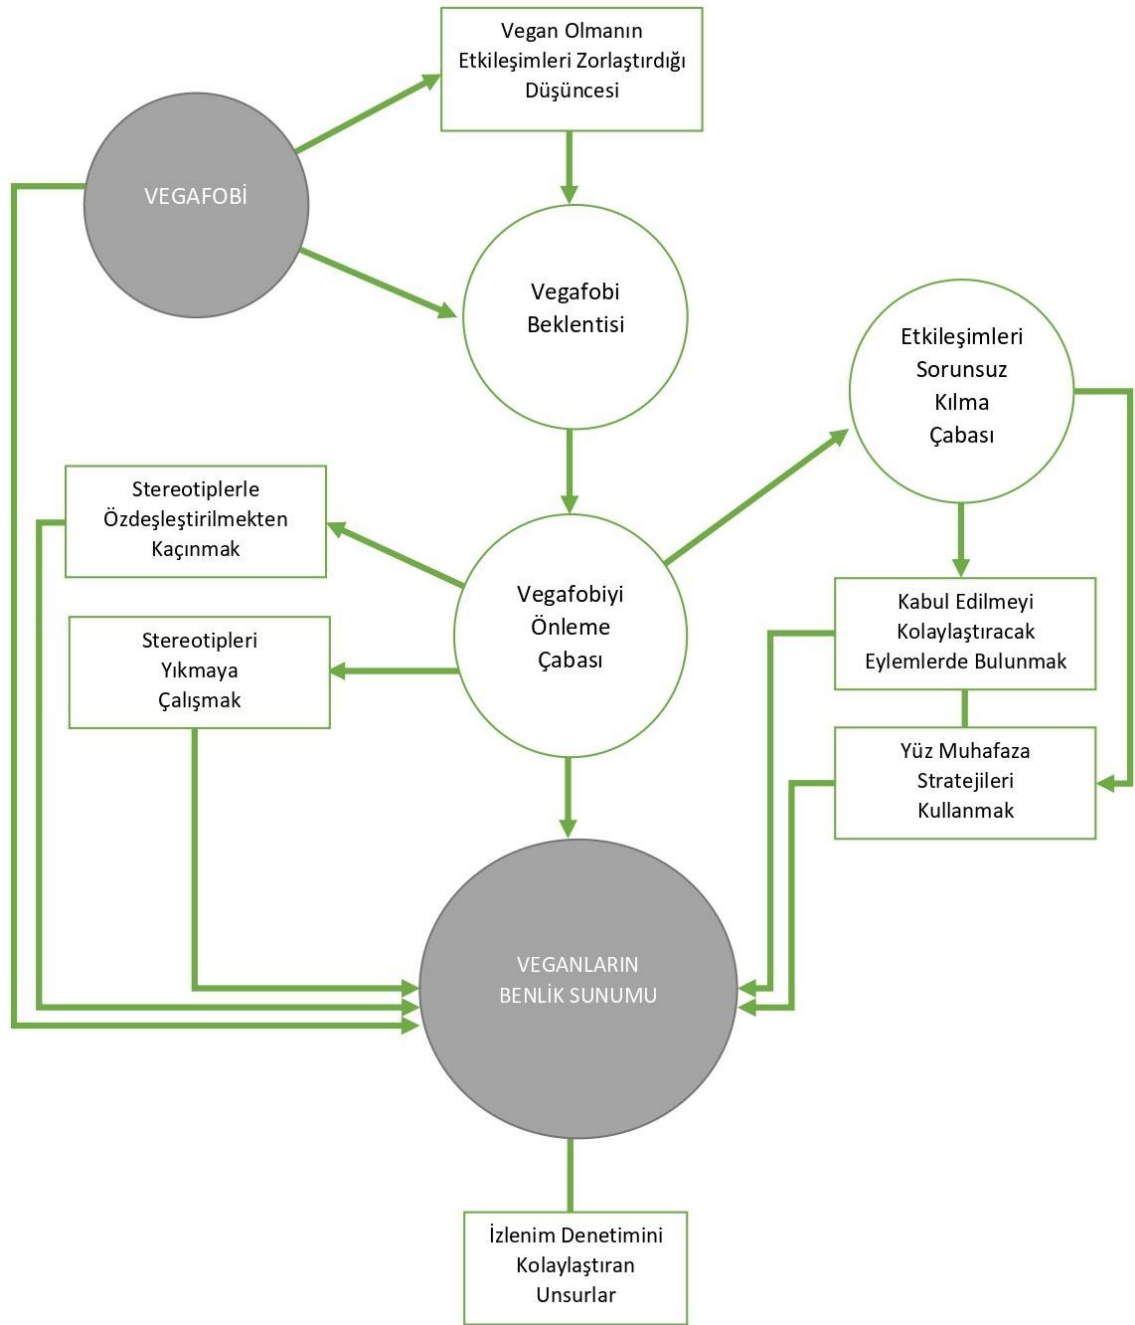 Vegan Olmanın
Etkileşimleri Zorlaştırdığı
Düşüncesi
VEGAFOBİ
Vegafobi
Beklentisi
Etkileşimleri
Sorunsuz
Kılma
Çabası
Stereotiplerle
Özdeşleştirilmekten
Kaçınmak
Vegafobiyi
Önleme
Çabası
Kabul Edilmeyi
Kolaylaştıracak
Eylemlerde Bulunmak
Stereotipleri
Yıkmaya
Çalışmak
Yüz Muhafaza
Stratejileri
Kullanmak
VEGANLARIN
BENLİK SUNUMU
İzlenim Denetimini
Kolaylaştıran
Unsurlar